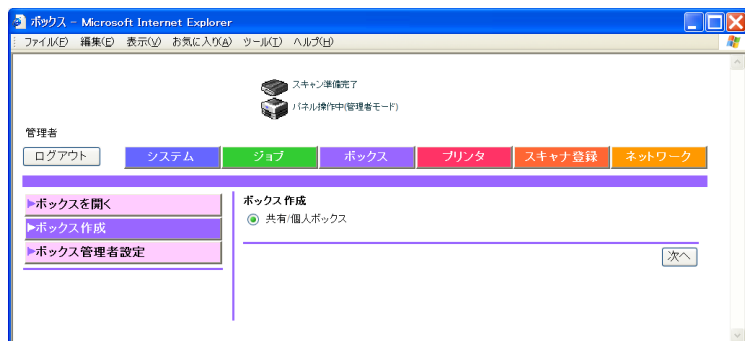 ボックス - Microsoft Internet Explorer
ファイル(F) 編集(E) 表示(V) お気に入り(A) ツール(T) ヘルプ(H)
スキャン準備完了
パネル操作中(管理者モード)
管理者
ログアウト システム ジョブ ボックス プリンタ スキャナ登録 ネットワーク
ボックスを開く
ボックス作成
ボックス管理者設定
ボックス作成
共有/個人ボックス
次へ